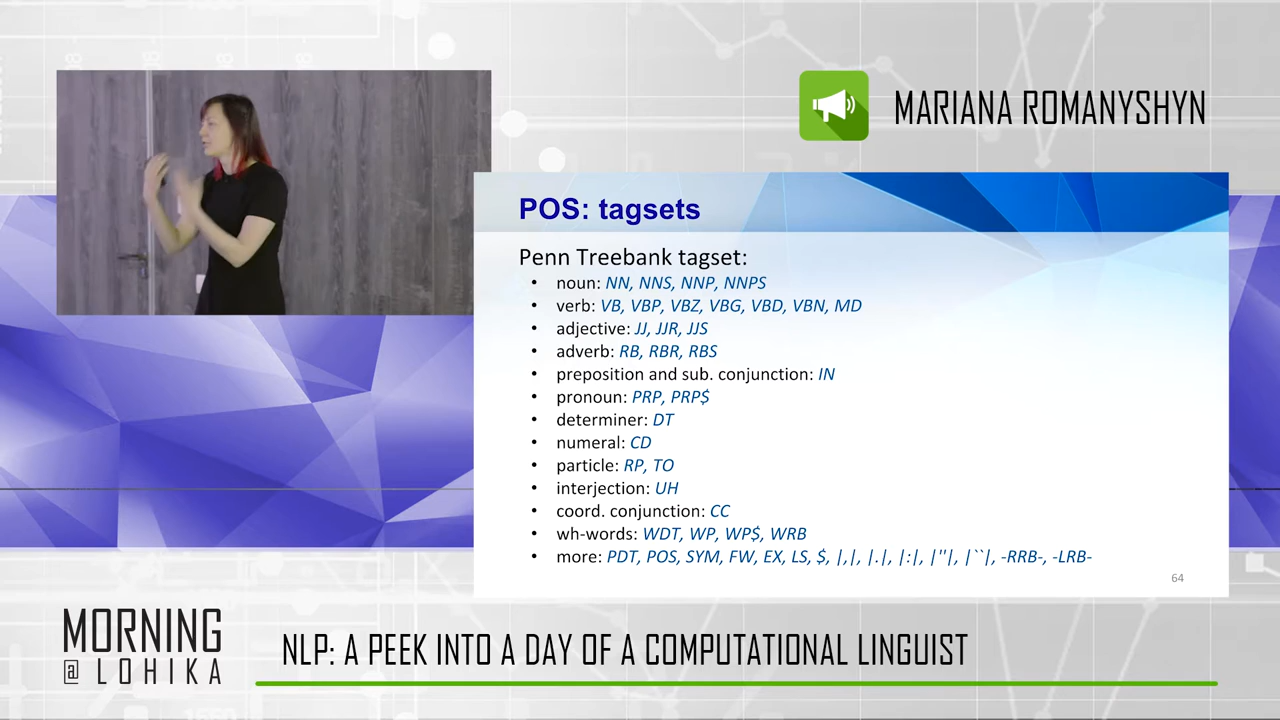 MARIANA ROMANYSHYN
POS: tagsets
Penn Treebank tagset:
• noun: NN, NNS, NNP, NNPS
• verb: VB, VBP, VBZ, VBG, VBD, VBN, MD
• adjective: JJ, JJR, JJS
• adverb: RB, RBR, RBS
• preposition and sub. conjunction: IN
• pronoun: PRP, PRP$
• determiner: DT
• numeral: CD
• particle: RP, TO
• interjection: UH
• coord. conjunction: CC
• wh-words: WDT, WP, WP$, WRB
• more: PDT, POS, SYM, FW, EX, LS, $, |,|, |.|, |:|, |''|, |``|, -RRB-, -LRB-
64
MORNING
@ LOHIKA
NLP: A PEEK INTO A DAY OF A COMPUTATIONAL LINGUIST